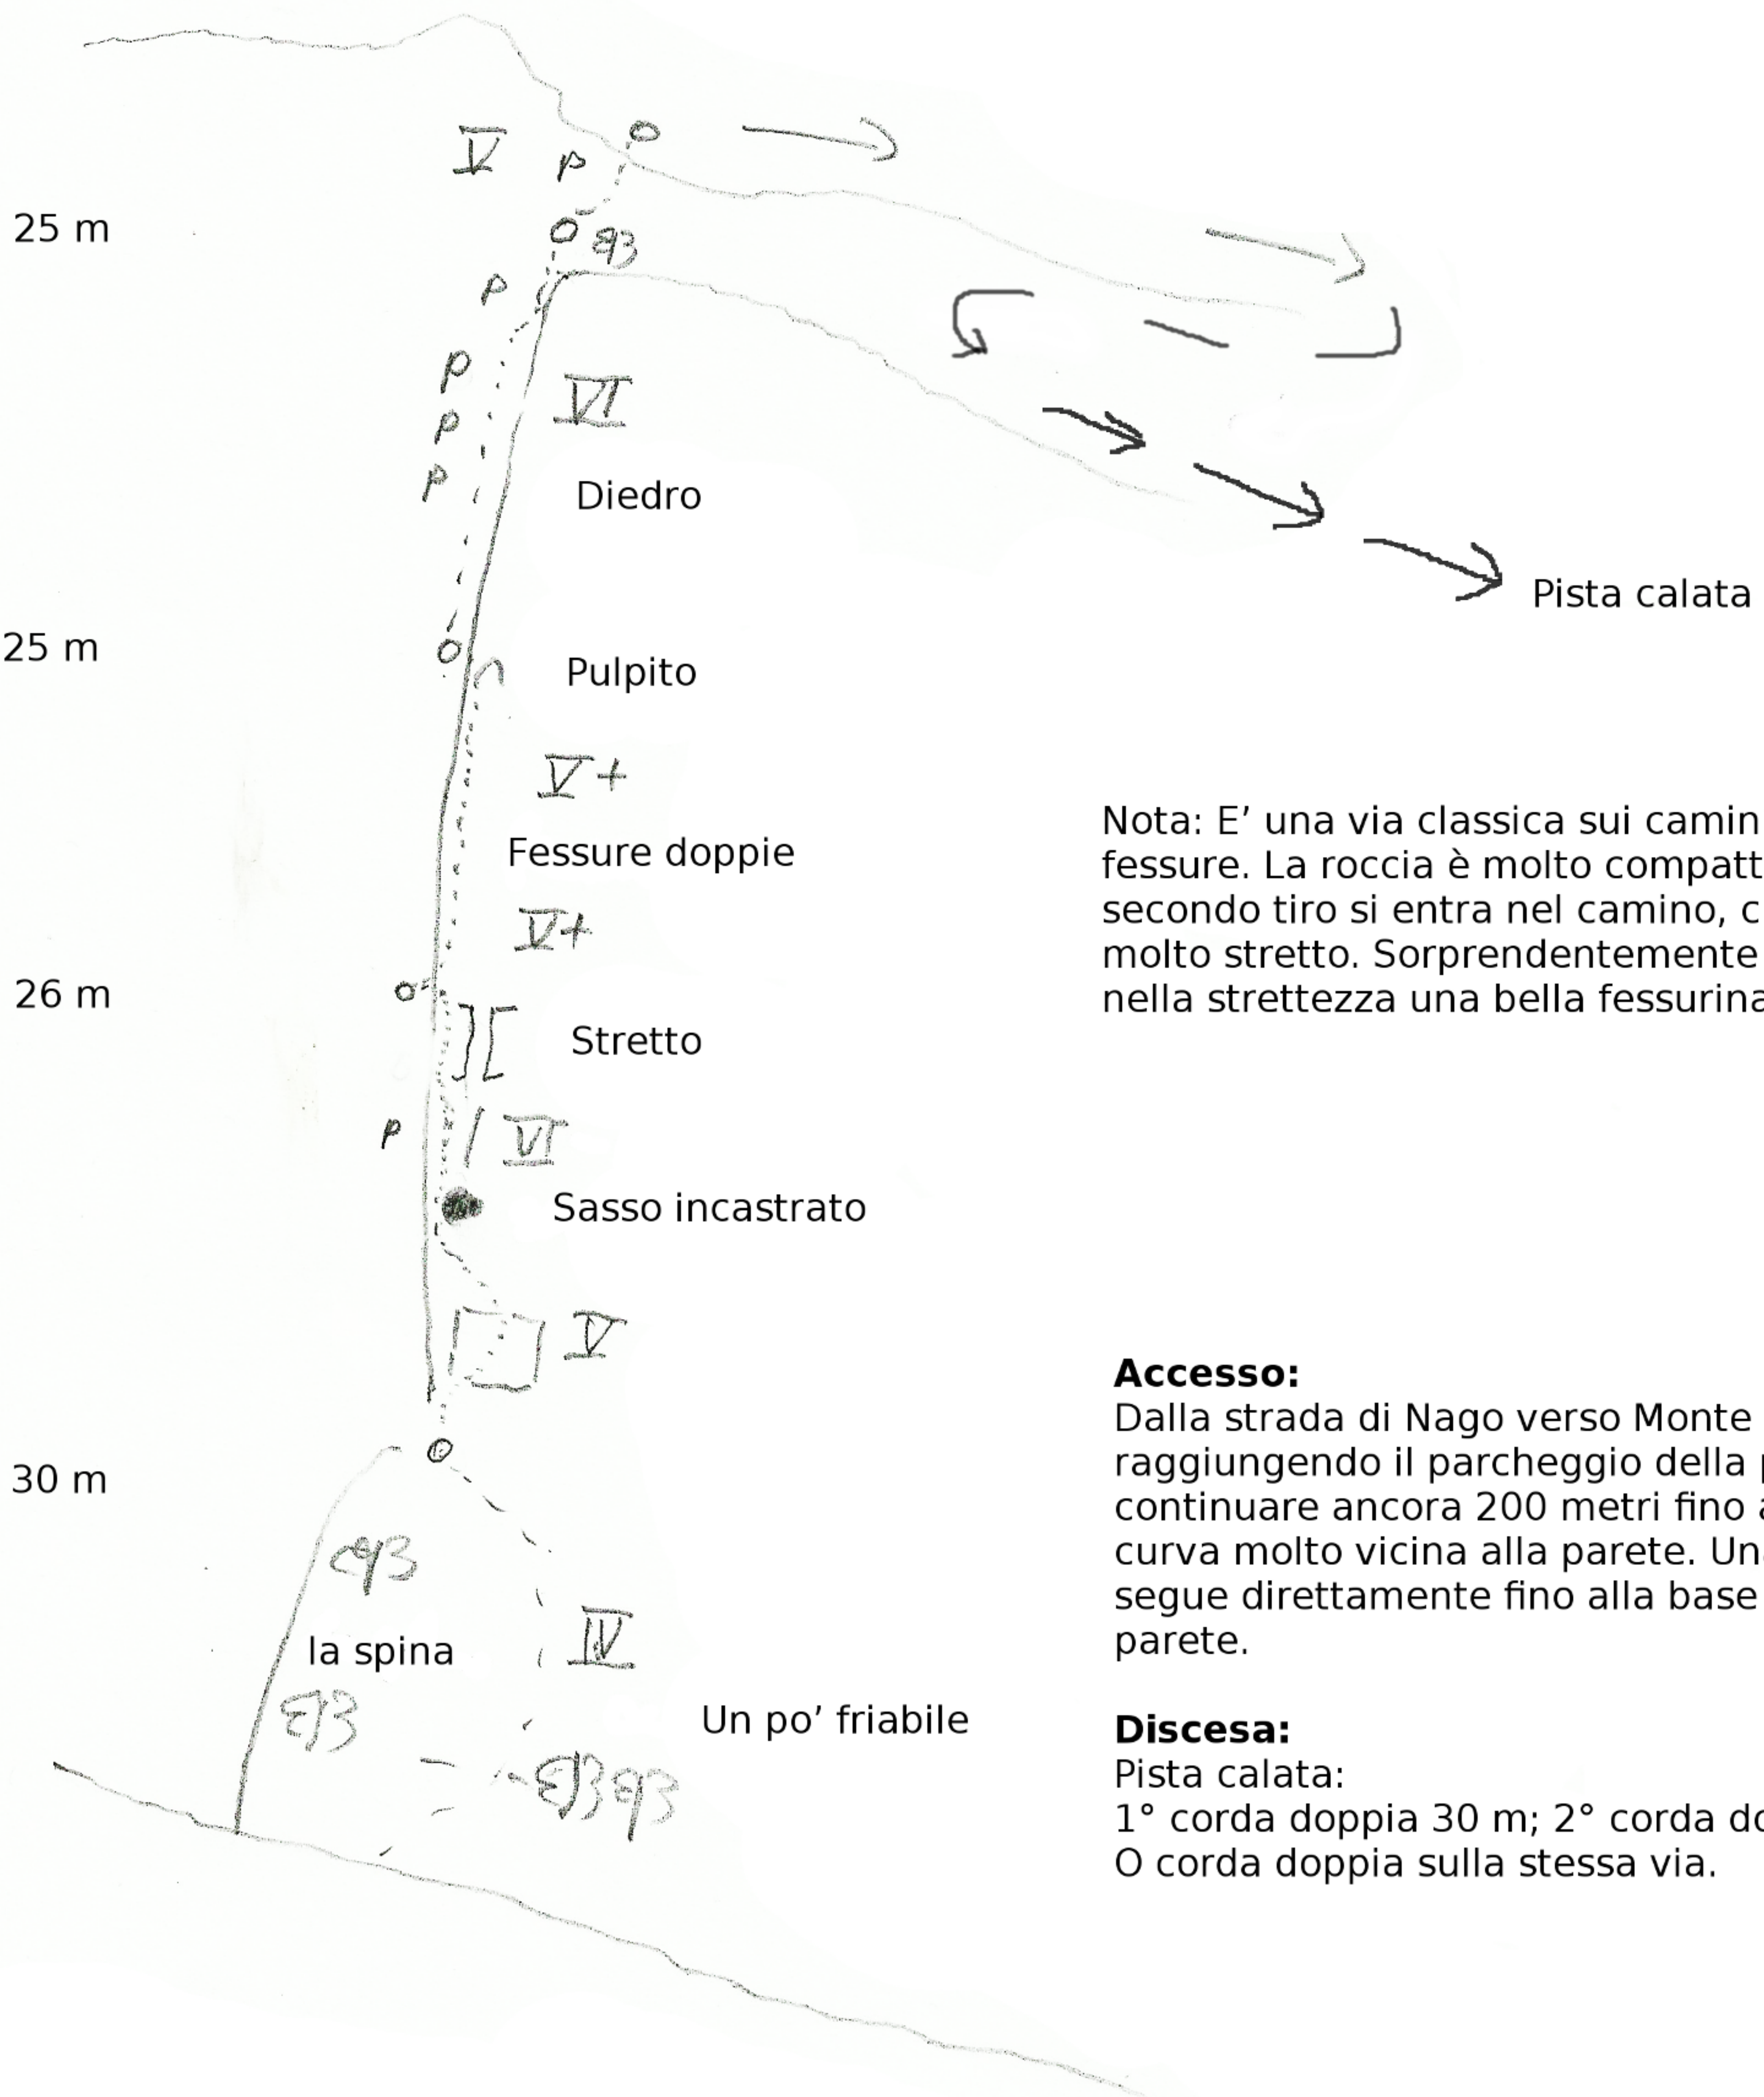 V
p
25 m
p
p
VI
p
p
Diedro
Pista calata
25 m
Pulpito
V+
Nota: E’ una via classica sui camin
fessure. La roccia è molto compatt
secondo tiro si entra nel camino, c
molto stretto. Sorprendentemente
nella strettezza una bella fessurina
Fessure doppie
V+
26 m
Stretto
p
VI
Sasso incastrato
V
Accesso:
Dalla strada di Nago verso Monte
raggiungendo il parcheggio della p
continuare ancora 200 metri fino a
curva molto vicina alla parete. Un
segue direttamente fino alla base
parete.
30 m
IV
la spina
Un po’ friabile
Discesa:
Pista calata:
1° corda doppia 30 m; 2° corda do
O corda doppia sulla stessa via.